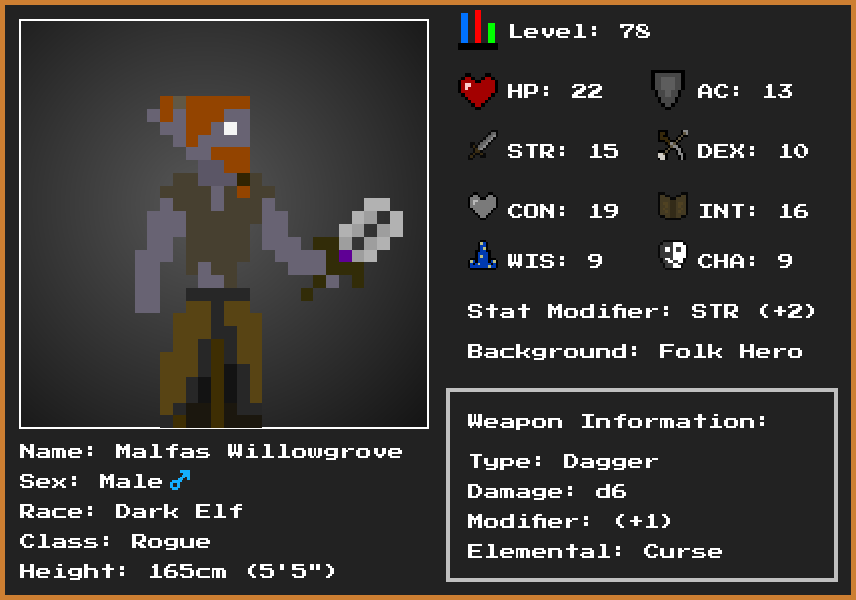 Level: 78
HP: 22 AC: 13
STR: 15 DEX: 10
CON: 19 INT: 16
WIS: 9 CHA: 9
Stat Modifier: STR (+2)
Background: Folk Hero
Weapon Information:
Type: Dagger
Damage: d6
Modifier: (+1)
Elemental: Curse
Name: Malfas Willowgrove
Sex: Male♂
Race: Dark Elf
Class: Rogue
Height: 165cm (5'5")